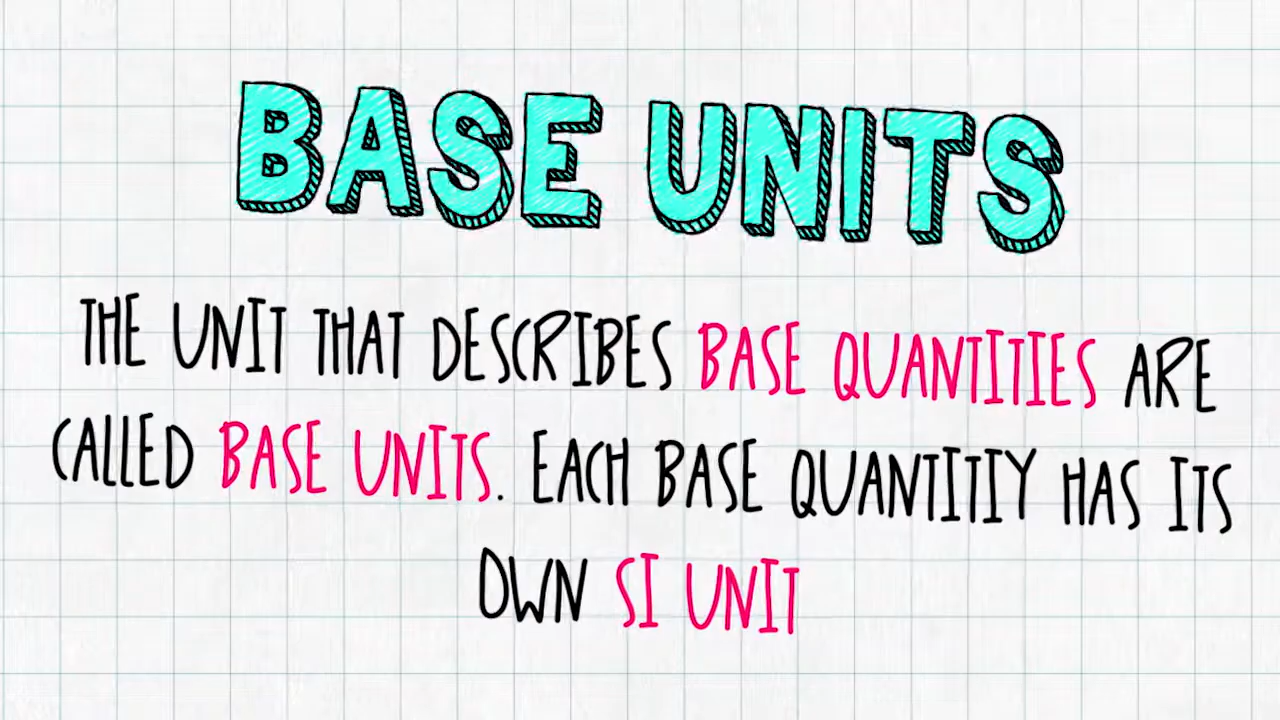 BASE UNITS
THE UNIT THAT DESCRIBES BASE QUANTITIES ARE
CALLED BASE UNITS. EACH BASE QUANTITIY HAS ITS
OWN SI UNIT